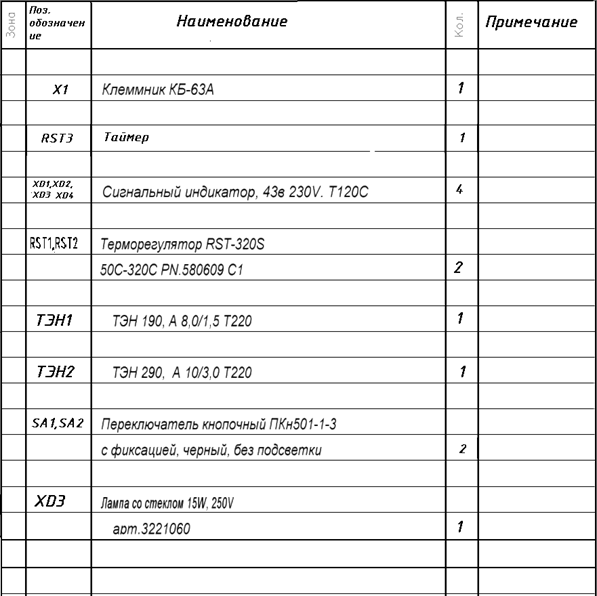 Зона
Поз.
обозначен
ие
Наименование
Кол.
Примечание
X1 Клеммник КБ-63А 1
RST3 Таймер 1
XD1,XD2,
XD3 XD4
Сигнальный индикатор, 43в 230V. T120C 4
RST1,RST2 Терморегулятор RST-320S
50C-320C PN.580609 C1 2
ТЭН1 ТЭН 190, А 8,0/1,5 Т220 1
ТЭН2 ТЭН 290, А 10/3,0 Т220 1
SA1,SA2 Переключатель кнопочный ПКн501-1-3
с фиксацией, черный, без подсветки 2
XD3 Лампа со стеклом 15W, 250V
арт.3221060 1